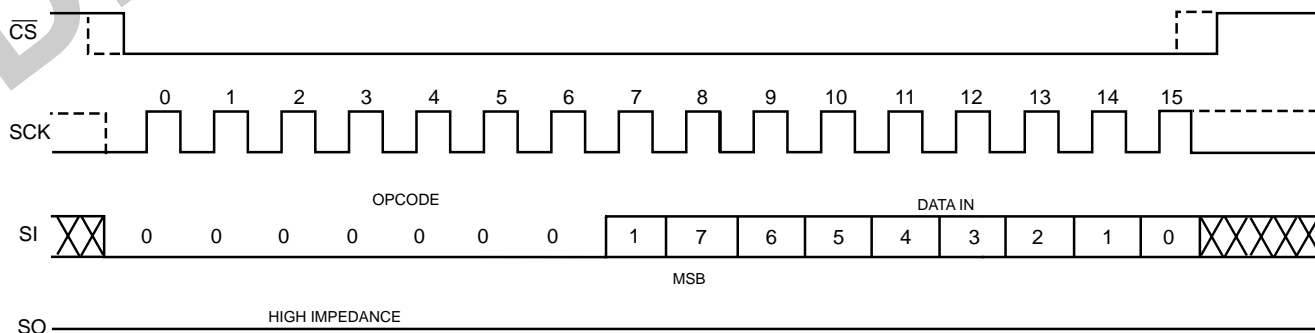 CS
0 1 2 3 4 5 6 7 8 9 10 11 12 13 14 15
SCK
OPCODE DATA IN
SI 0 0 0 0 0 0 0 1 7 6 5 4 3 2 1 0
MSB
HIGH IMPEDANCE
SO